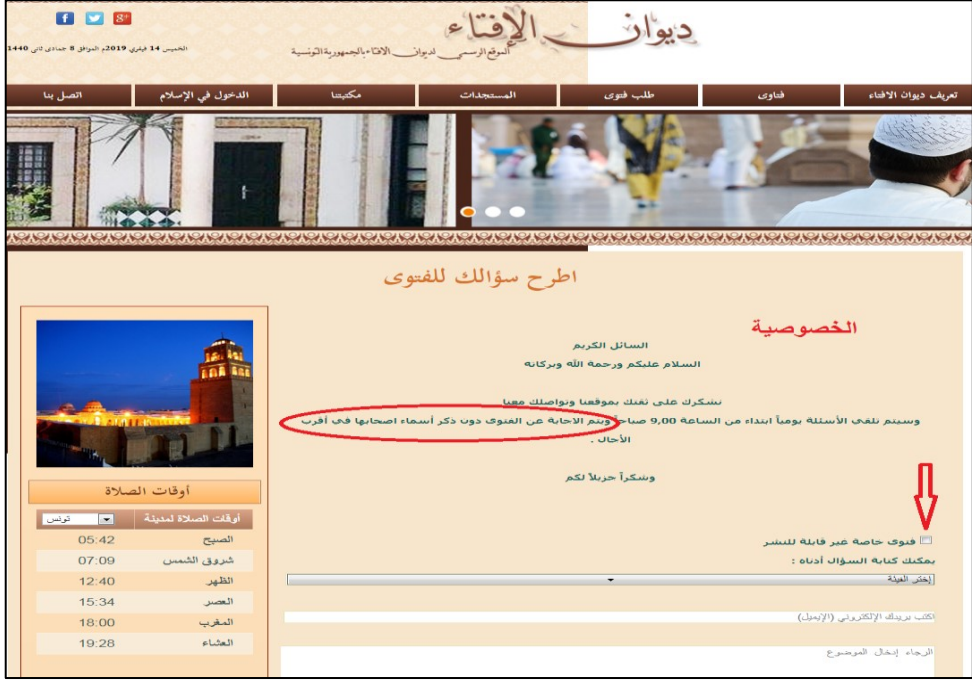 ديوان الإفتاء
الموقع الرسمي لديوان الافتاء بالجمهورية التونسية
الخميس 14 فيفري 2019م الموافق 8 جمادى ثاني 1440
تعريف ديوان الافتاء
فتاوى
طلب فتوى
المستجدات
مكتبتنا
الدخول في الإسلام
اتصل بنا
اطرح سؤالك للفتوى
الخصوصية
السائل الكريم
السلام عليكم ورحمة الله وبركاته
نشكرك على ثقتك بموقعنا وتواصلك معنا
وسيتم تلقي الأسئلة يومياً ابتداء من الساعة 9,00 صباحاً ويتم الاجابة عن الفتوى دون ذكر أسماء اصحابها في أقرب
الآجال .
وشكراً جزيلاً لكم
فتوى خاصة غير قابلة للنشر
يمكنك كتابة السؤال أدناه :
إختر الفيئة
اكتب بريدك الإلكتروني (الإيميل)
الرجاء إدخال الموضوع
أوقات الصلاة
أوقات الصلاة لمدينة تونس
الصبح 05:42
شروق الشمس 07:09
الظهر 12:40
العصر 15:34
المغرب 18:00
العشاء 19:28